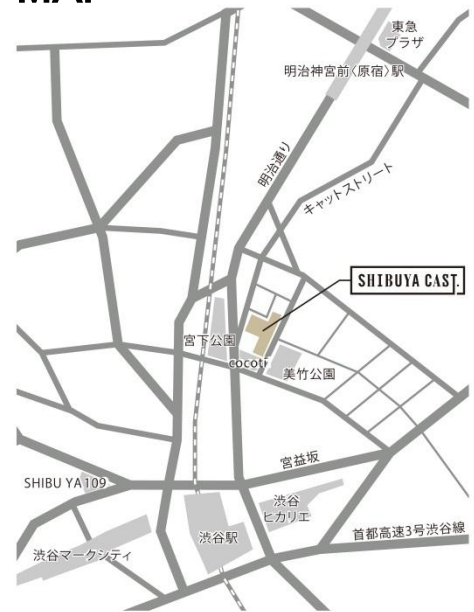 MAP
東急
プラザ
明治神宮前〈原宿〉駅
明治通り
キャットストリート
SHIBUYA CAST.
宮下公園
cocoti
美竹公園
宮益坂
SHIBU YA109
渋谷
ヒカリエ
渋谷駅
渋谷マークシティ
首都高速3号渋谷線